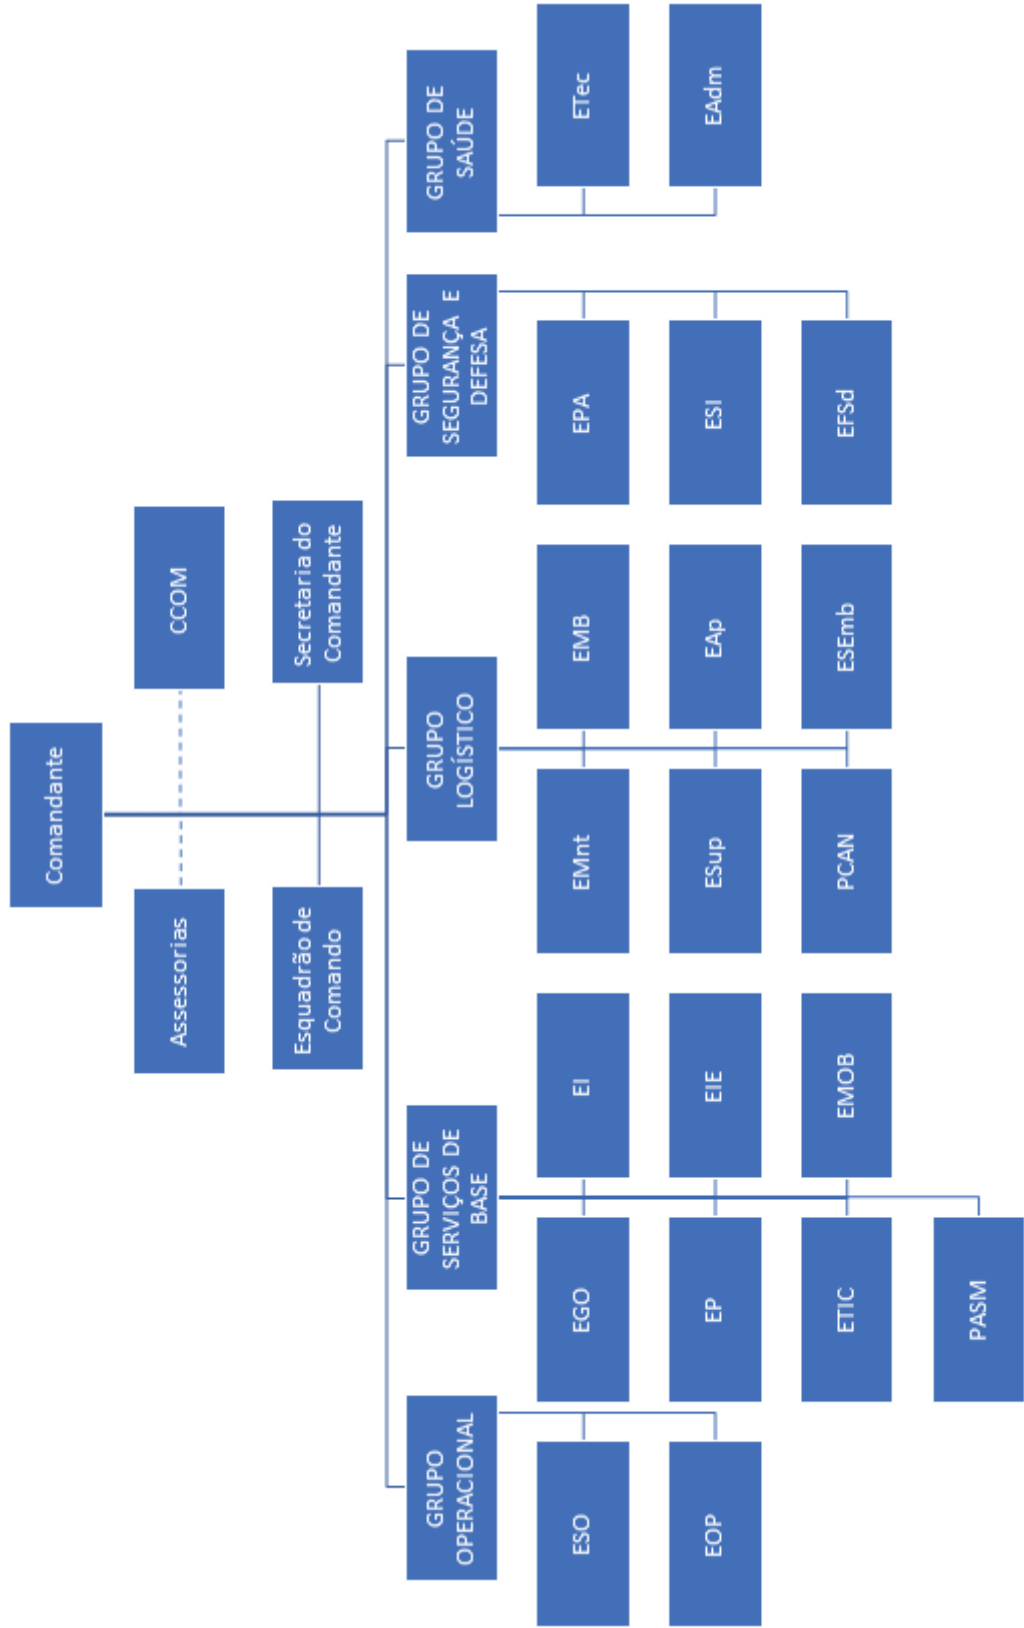 Comandante
Assessorias
CCOM
Esquadrão de
Comando
Secretaria do
Comandante
GRUPO
OPERACIONAL
ESO
EOP
GRUPO DE
SERVIÇOS DE
BASE
EGO
EI
EP
EIE
ETIC
EMOB
PASM
GRUPO
LOGÍSTICO
EMnt
EMB
ESup
EAp
PCAN
ESEmb
GRUPO DE
SEGURANÇA E
DEFESA
EPA
ESI
EFSd
GRUPO DE
SAÚDE
ETec
EAdm